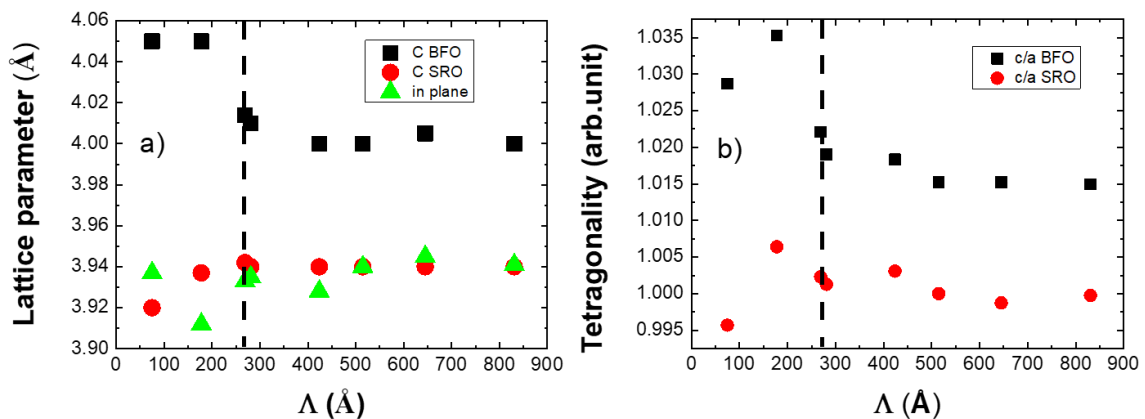 4.06
4.04
4.02
4.00
3.98
3.96
3.94
3.92
3.90
Lattice parameter (Å)
C BFO
C SRO
in plane
a)
0 100 200 300 400 500 600 700 800 900
Λ (Å)
1.035
1.030
1.025
1.020
1.015
1.010
1.005
1.000
0.995
Tetragonality (arb.unit)
c/a BFO
c/a SRO
b)
0 100 200 300 400 500 600 700 800 900
Λ (Å)